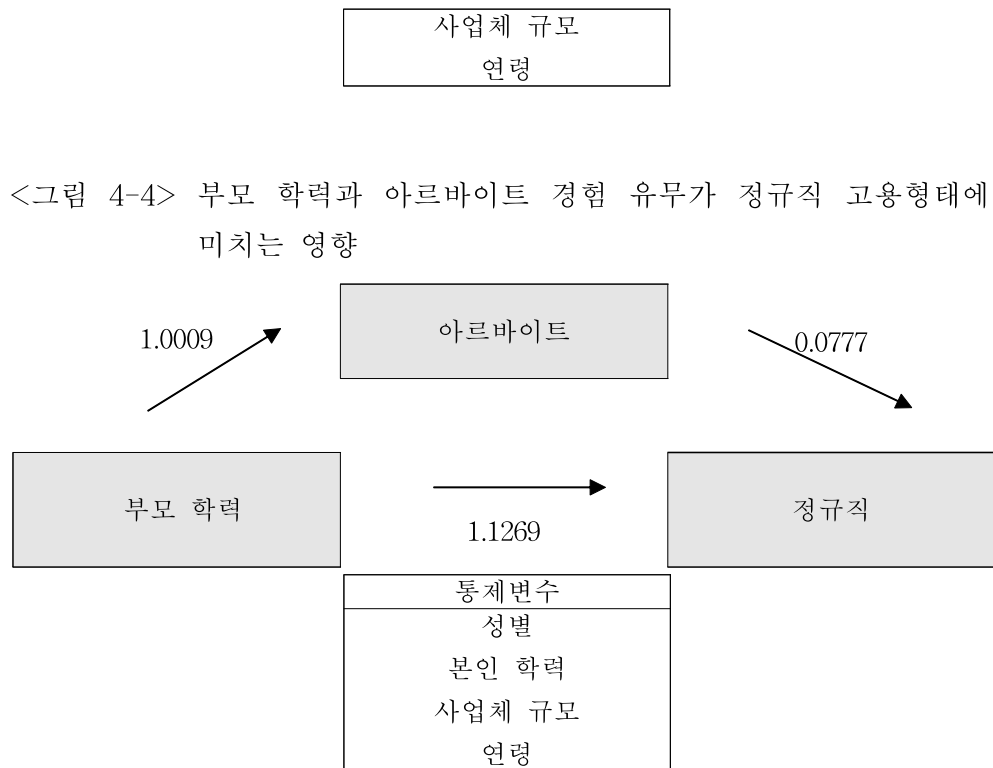 사업체 규모
연령
<그림 4-4> 부모 학력과 아르바이트 경험 유무가 정규직 고용형태에
미치는 영향
아르바이트
1.0009
0.0777
부모 학력
정규직
1.1269
통제변수
성별
본인 학력
사업체 규모
연령